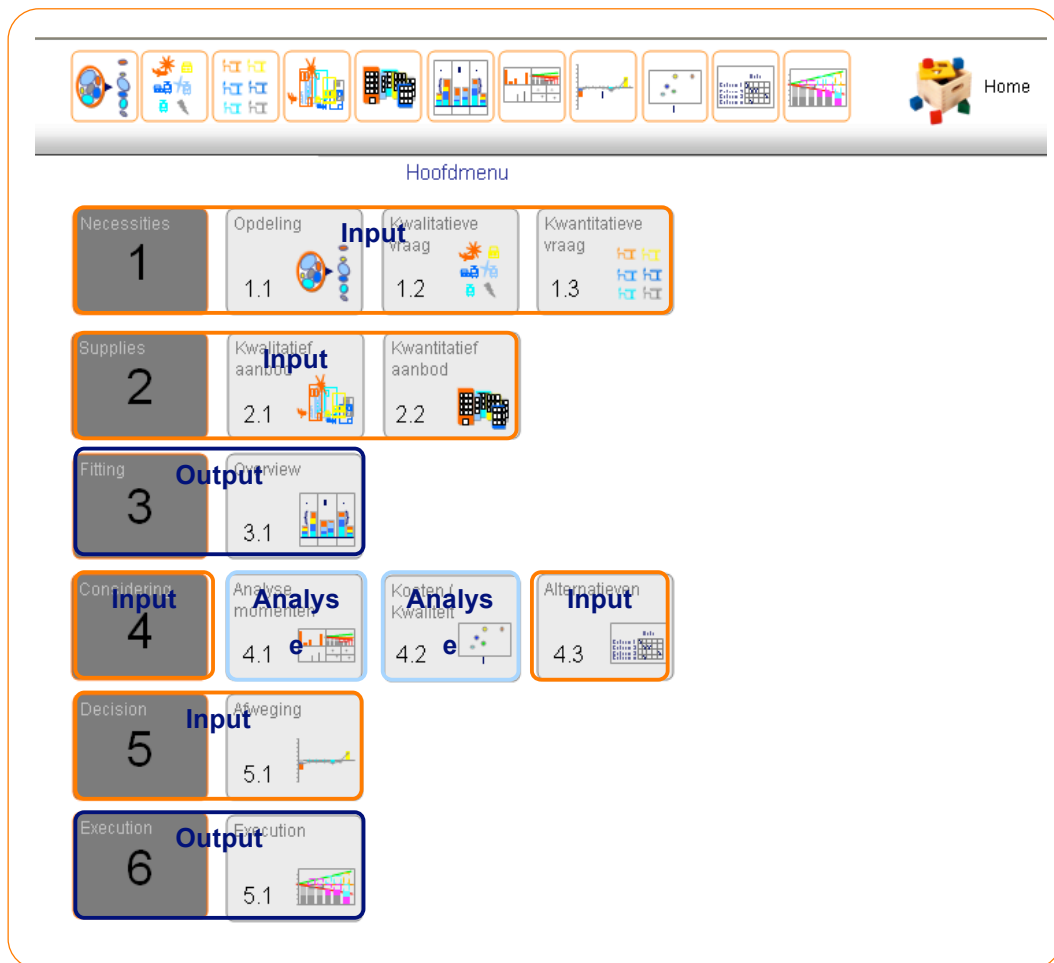 Home
Hoofdmenu
Necessities
1
Opdeling
1.1
Input
Kwalitatieve
vraag
1.2
Kwantitatieve
vraag
1.3
Supplies
2
Kwalitatief
aanbod
2.1
Input
Kwantitatief
aanbod
2.2
Fitting
3
Output
Overview
3.1
Considering
4
Input
Analyse
momenten
4.1
Analys
e
Kosten /
Kwaliteit
4.2
Analys
e
Alternatieven
4.3
Input
Decision
5
Input
Afweging
5.1
Execution
6
Output
Execution
5.1